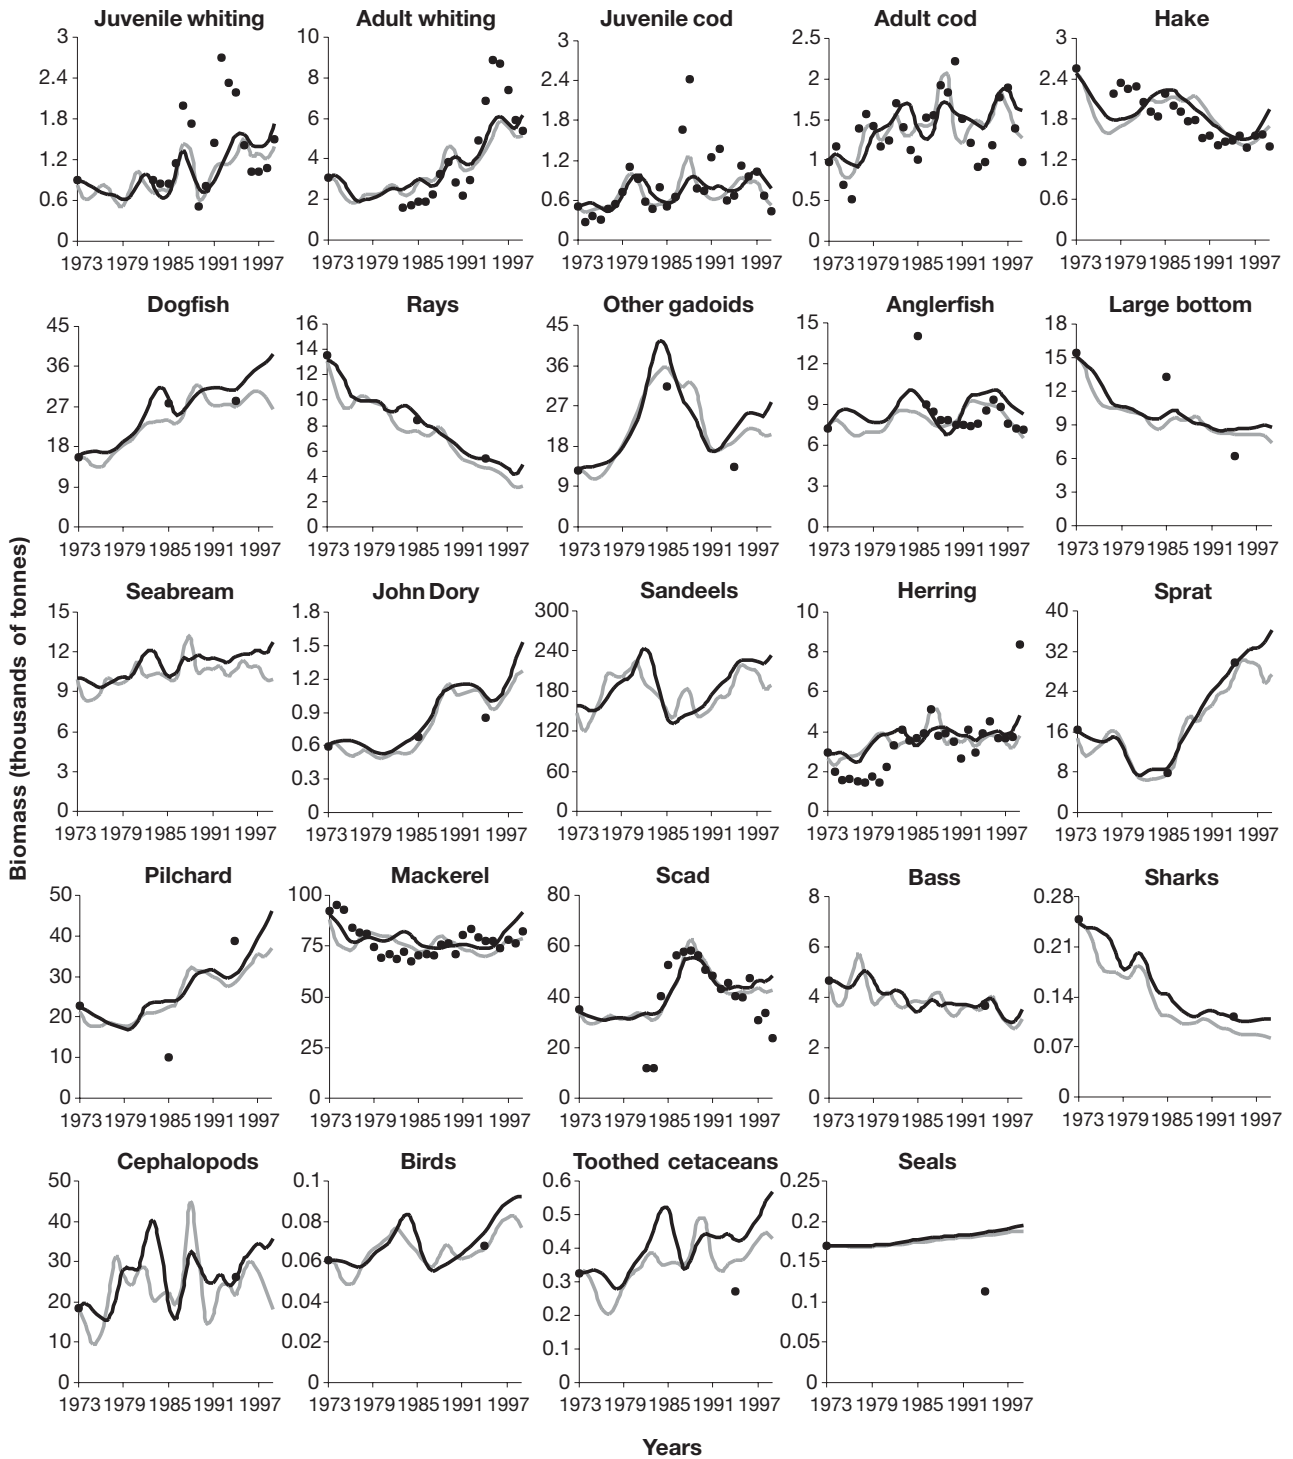 Juvenile whiting Adult whiting Juvenile cod Adult cod Hake
3 2.4 1.8 1.2 0.6 0
10 8 6 4 2 0
3 2.4 1.8 1.2 0.6 0
2.5 2 1.5 1 0.5 0
3 2.4 1.8 1.2 0.6 0
1973 1979 1985 1991 1997 1973 1979 1985 1991 1997 1973 1979 1985 1991 1997 1973 1979 1985 1991 1997 1973 1979 1985 1991 1997
Dogfish Rays Other gadoids Anglerfish Large bottom
45 36 27 18 9 0
16 14 12 10 8 6 4 2 0
45 36 27 18 9 0
15 12 9 6 3 0
18 15 12 9 6 3 0
1973 1979 1985 1991 1997 1973 1979 1985 1991 1997 1973 1979 1985 1991 1997 1973 1979 1985 1991 1997 1973 1979 1985 1991 1997
Biomass (thousands of tonnes)
Seabream John Dory Sandeels Herring Sprat
15 12 9 6 3 0
1.8 1.5 1.2 0.9 0.6 0.3 0
300 240 180 120 60 0
10 8 6 4 2 0
40 32 24 16 8 0
1973 1979 1985 1991 1997 1973 1979 1985 1991 1997 1973 1979 1985 1991 1997 1973 1979 1985 1991 1997 1973 1979 1985 1991 1997
Pilchard Mackerel Scad Bass Sharks
50 40 30 20 10 0
100 75 50 25 0
80 60 40 20 0
8 6 4 2 0
0.28 0.21 0.14 0.07 0
1973 1979 1985 1991 1997 1973 1979 1985 1991 1997 1973 1979 1985 1991 1997 1973 1979 1985 1991 1997 1973 1979 1985 1991 1997
Cephalopods Birds Toothed cetaceans Seals
50 40 30 20 10 0
0.1 0.08 0.06 0.04 0.02 0
0.6 0.5 0.4 0.3 0.2 0.1 0
0.25 0.2 0.15 0.1 0.05 0
1973 1979 1985 1991 1997 1973 1979 1985 1991 1997 1973 1979 1985 1991 1997 1973 1979 1985 1991 1997
Years